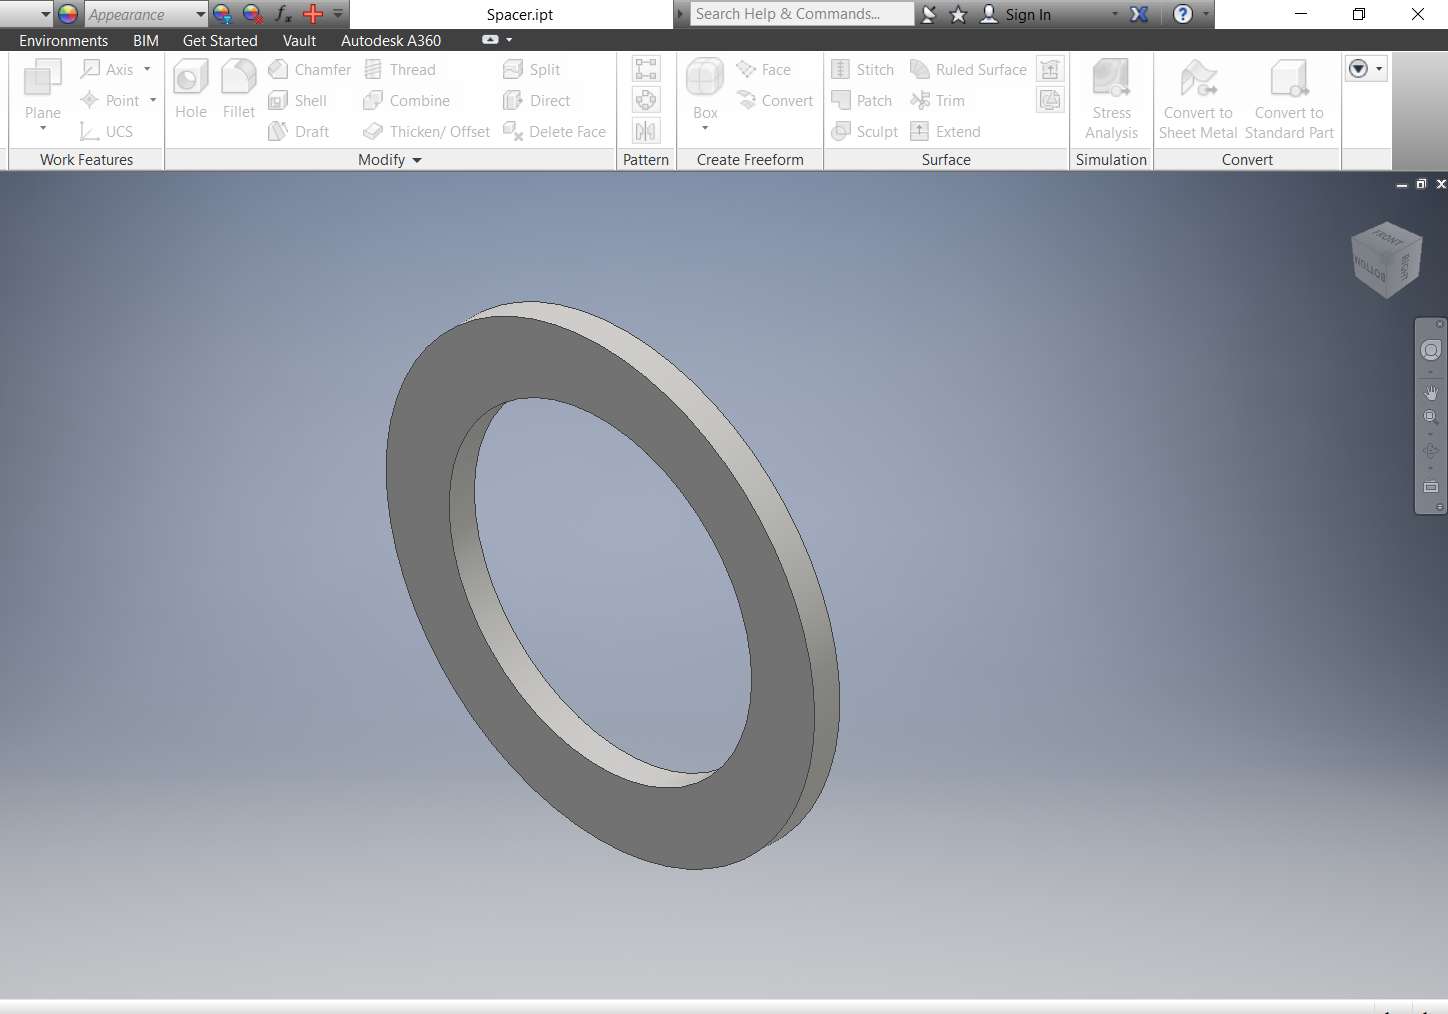 Appearance
fx
Spacer.ipt
Search Help & Commands...
Sign In
?
Environments BIM Get Started Vault Autodesk A360
Plane
Axis
Point
UCS
Work Features
Hole
Fillet
Chamfer
Shell
Draft
Thread
Combine
Thicken/ Offset
Split
Direct
Delete Face
Modify
Pattern
Box
Face
Convert
Create Freeform
Stitch
Patch
Sculpt
Ruled Surface
Trim
Extend
Surface
Stress
Analysis
Simulation
Convert to
Sheet Metal
Convert to
Standard Part
Convert
FRONT
BOTTOM
RIGHT